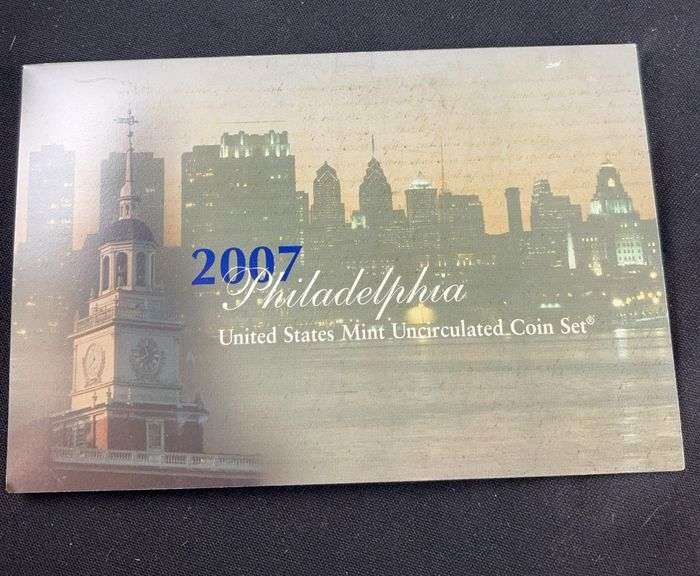 2007
Philadelphia
United States Mint Uncirculated Coin Set®